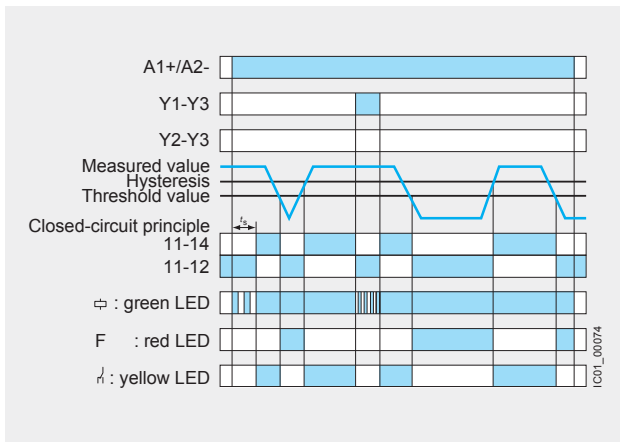 A1+/A2-
Y1-Y3
Y2-Y3
Measured value
Hysteresis
Threshold value
Closed-circuit principle
ts
11-14
11-12
: green LED
F : red LED
: yellow LED
IC01_00074